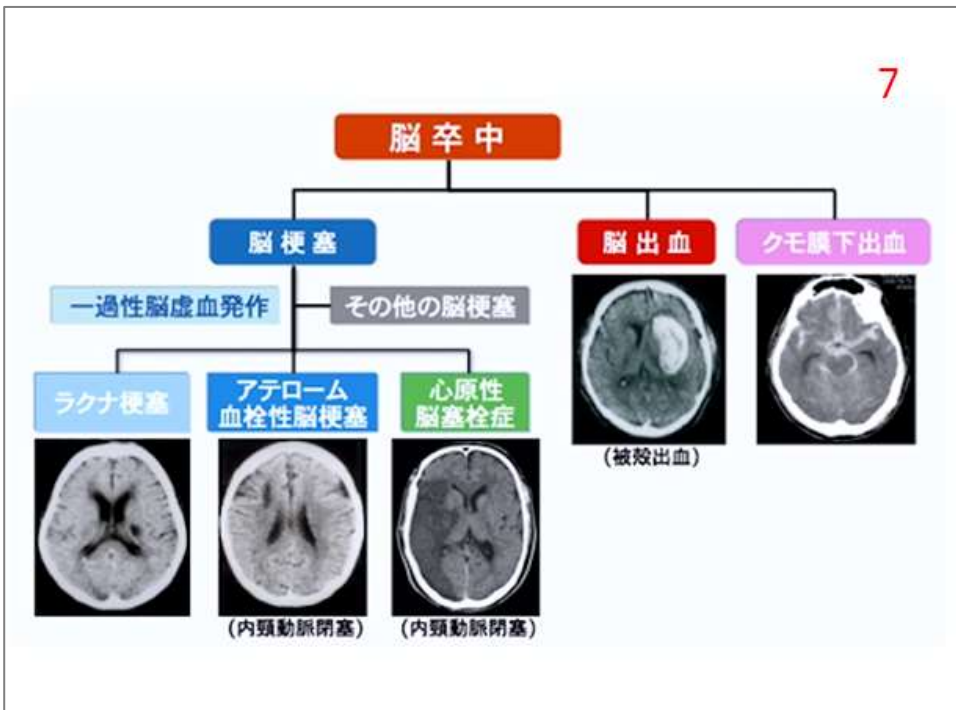 7
脳卒中
脳梗塞
脳出血
クモ膜下出血
一過性脳虚血発作
その他の脳梗塞
ラクナ梗塞
アテローム
血栓性脳梗塞
心原性
脳塞栓症
(被殻出血)
(内頸動脈閉塞)
(内頸動脈閉塞)